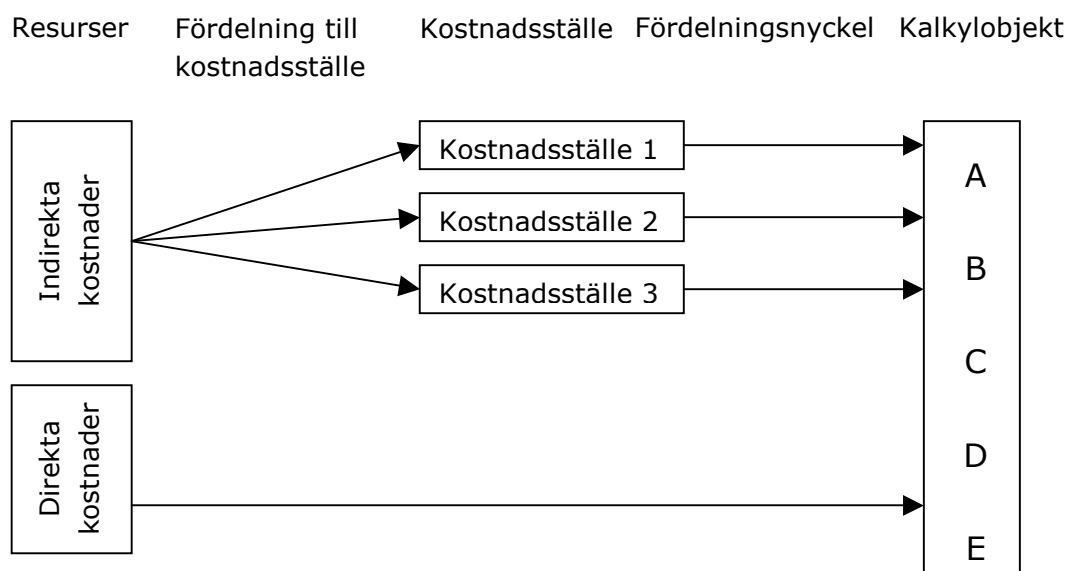 Resurser
Fördelning till
kostnadsställe
Kostnadsställe
Fördelningsnyckel
Kalkylobjekt
Indirekta
kostnader
Kostnadsställe 1
Kostnadsställe 2
Kostnadsställe 3
Direkta
kostnader
A
B
C
D
E